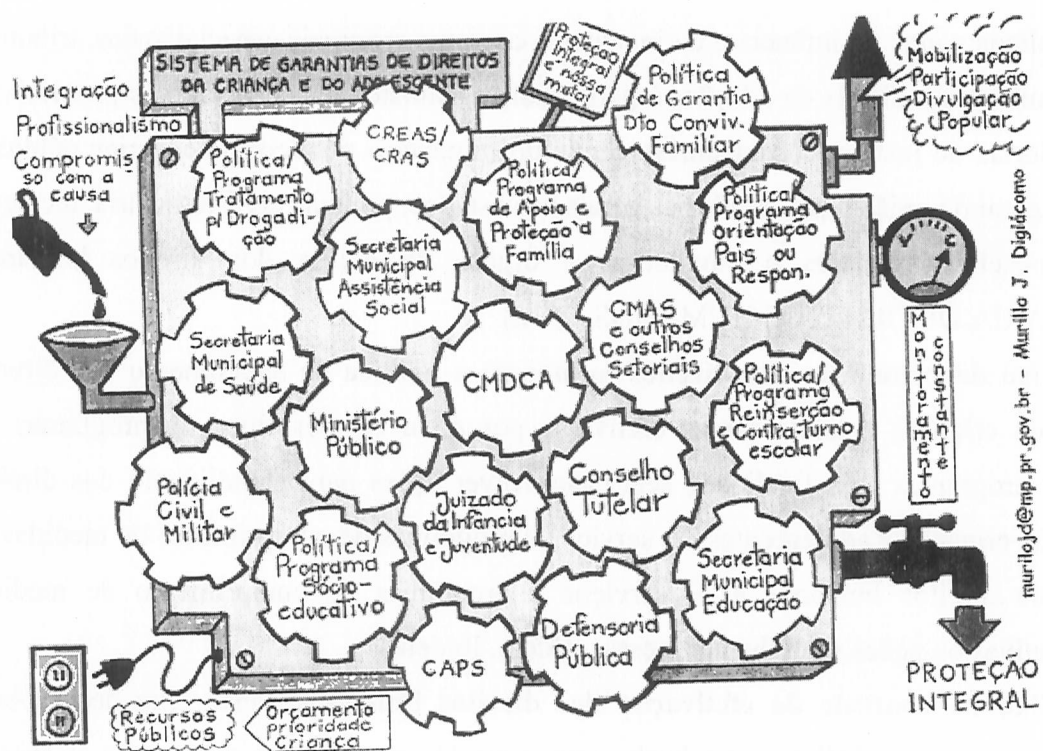 SISTEMA DE GARANTIAS DE DIREITOS
DA CRIANÇA E DO ADOLESCENTE
Proteção
Integral
é nossa
meta!
Mobilização
Participação
Divulgação
Popular
Integração
Profissionalismo
Compromis
so com a
causa
CREAS/
CRAS
Política
de Garantia
Dto Conviv.
Familiar
Política/
Programa
Tratamento
p/ Drogadi-
ção
Política/
Programa
de Apoio e
Proteção à
Família
Política/
Programa
Orientação
Pais ou
Respon.
Secretaria
Municipal
Assistência
Social
CMAS
e outros
Conselhos
Setoriais
Secretaria
Municipal
de Saúde
CMDCA
Política/
Programa
Reinserção
e Contra-turno
escolar
Ministério
Público
Conselho
Tutelar
Polícia
Civil e
Militar
Juizado
da Infância
e Juventude
Política/
Programa
Sócio-
educativo
Secretaria
Municipal
Educação
Defensoria
Pública
CAPS
Monitoramento
constante
PROTEÇÃO
INTEGRAL
Recursos
Públicos
Orçamento
prioridade
Criança
murilojd@mp.pr.gov.br - Murillo J. Digiácomo